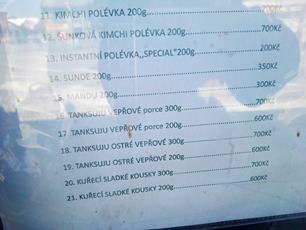 11. KIMCHI POLÉVKA 200g..............................700Kč
12. ŠUNKOVÁ KIMCHI POLÉVKA 200g..............................700Kč
13. INSTANTNÍ POLÉVKA„SPECIAL"200g..............................200Kč
14. SUNDE 200g..............................350Kč
15. MANDU 200g..............................300Kč
16. TANKSUJU VEPŘOVÉ porce 300g..............................700Kč
17. TANKSUJU VEPŘOVÉ porce 200g..............................600Kč
18. TANKSUJU OSTRÉ VEPŘOVÉ 300g..............................700Kč
19. TANKSUJU OSTRÉ VEPŘOVÉ 200g..............................600Kč
20. KUŘECÍ SLADKÉ KOUSKY 300g..............................700Kč
21. KUŘECÍ SLADKÉ KOUSKY 200g..............................600Kč